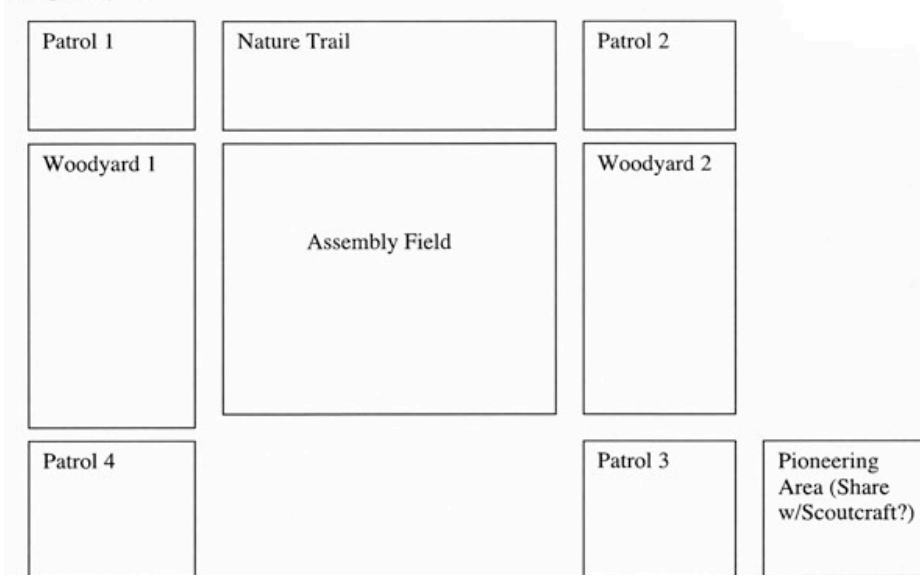 Patrol 1
Nature Trail
Patrol 2
Woodyard 1
Assembly Field
Woodyard 2
Patrol 4
Patrol 3
Pioneering
Area (Share
w/Scoutcraft?)